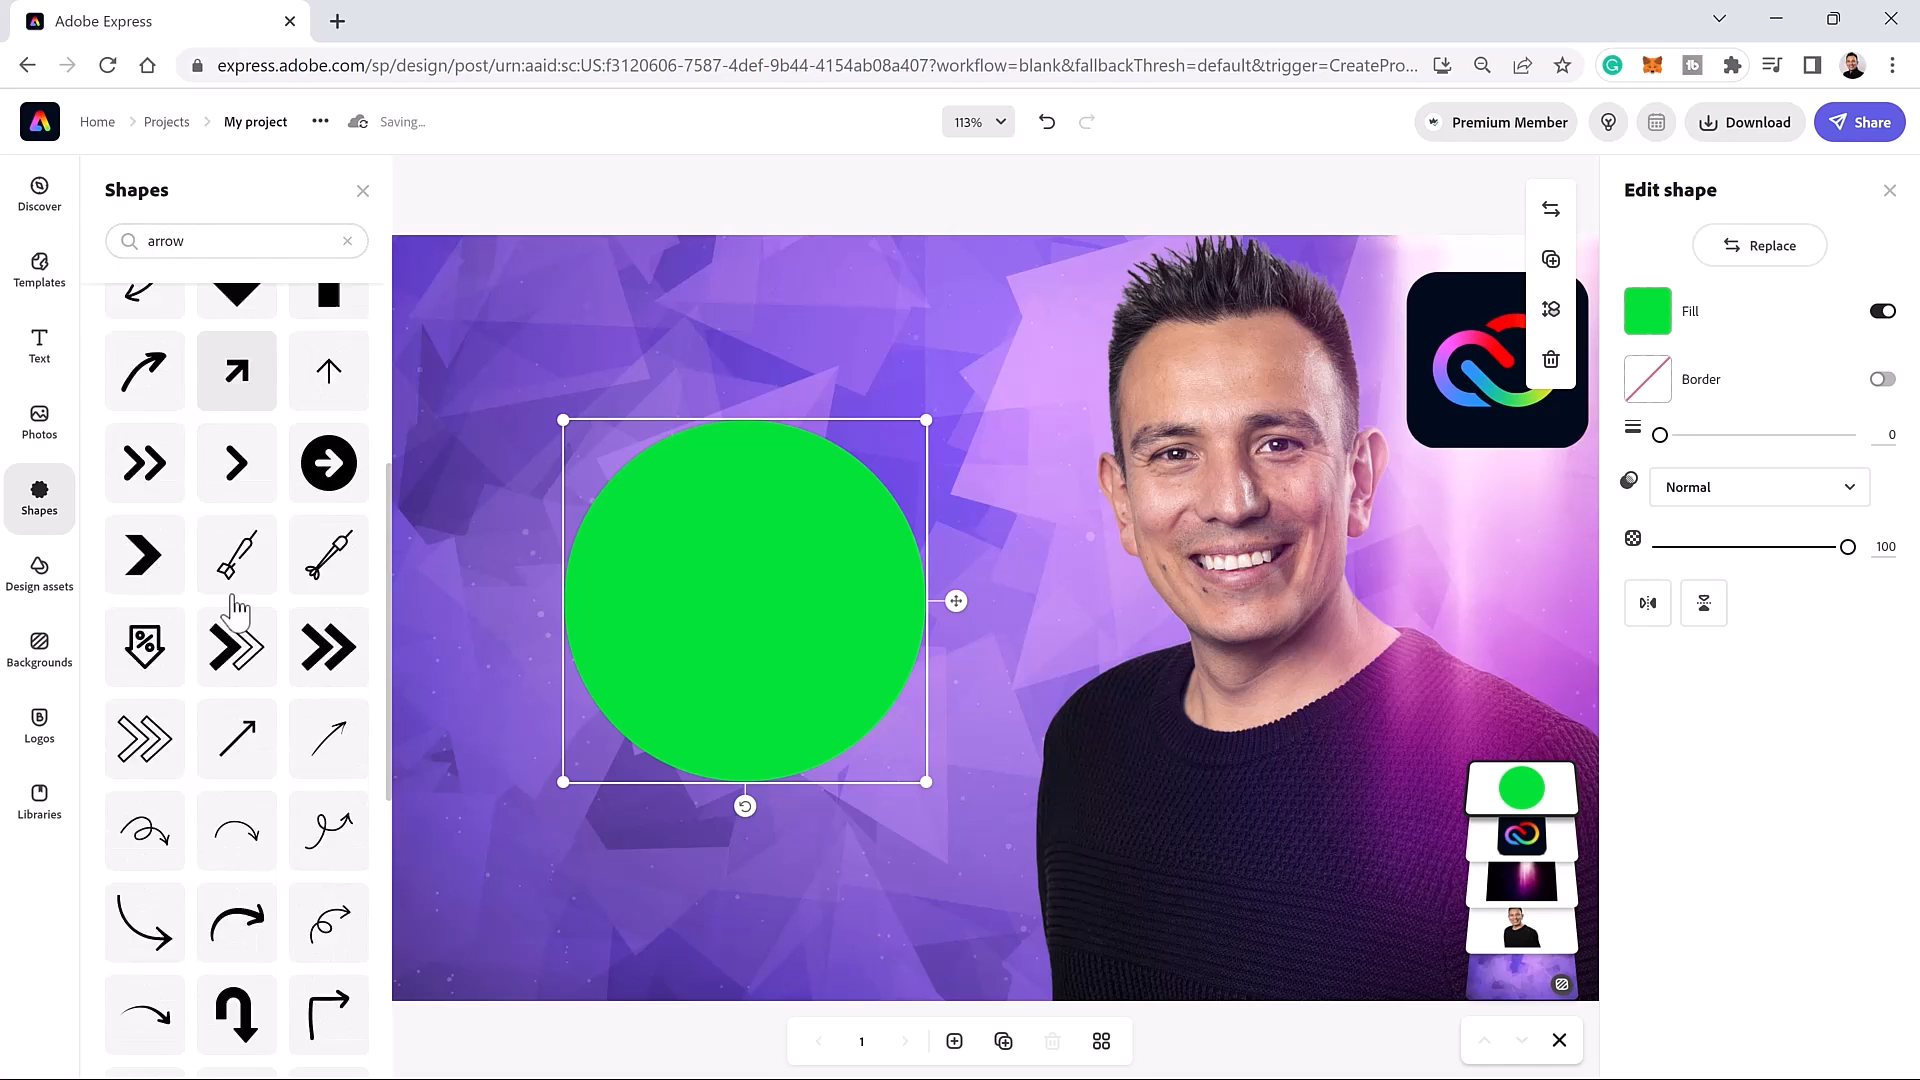 Adobe Express
express.adobe.com/sp/design/post/urn:aaid:sc:US:f3120606-7587-4def-9b44-4154ab08a407?workflow=blank&fallbackThresh=default&trigger=CreatePro...
Home
Projects
My project
Saving...
113%
Premium Member
Download
Share
Discover
Templates
Text
Photos
Shapes
Design assets
Backgrounds
Logos
Libraries
Shapes
arrow
%
1
Edit shape
Replace
Fill
Border
0
Normal
100